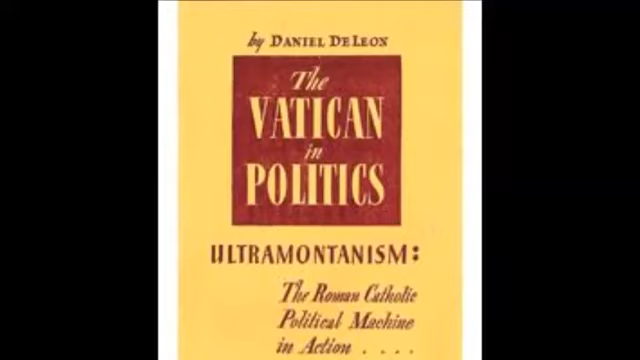 by DANIEL DELEON
The
VATICAN
in
POLITICS
ULTRAMONTANISM:
The Roman Catholic
Political Machine
in Action . . . .